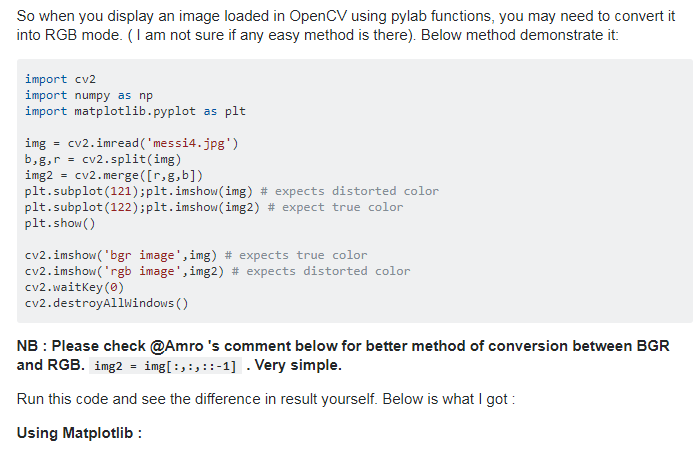 So when you display an image loaded in OpenCV using pylab functions, you may need to convert it
into RGB mode. ( I am not sure if any easy method is there). Below method demonstrate it:
import cv2
import numpy as np
import matplotlib.pyplot as plt
img = cv2.imread('messi4.jpg')
b,g,r = cv2.split(img)
img2 = cv2.merge([r,g,b])
plt.subplot(121);plt.imshow(img) # expects distorted color
plt.subplot(122);plt.imshow(img2) # expect true color
plt.show()
cv2.imshow('bgr image',img) # expects true color
cv2.imshow('rgb image',img2) # expects distorted color
cv2.waitKey(0)
cv2.destroyAllWindows()
NB : Please check @Amro 's comment below for better method of conversion between BGR
and RGB. img2 = img[:,:,::-1] . Very simple.
Run this code and see the difference in result yourself. Below is what I got :
Using Matplotlib :